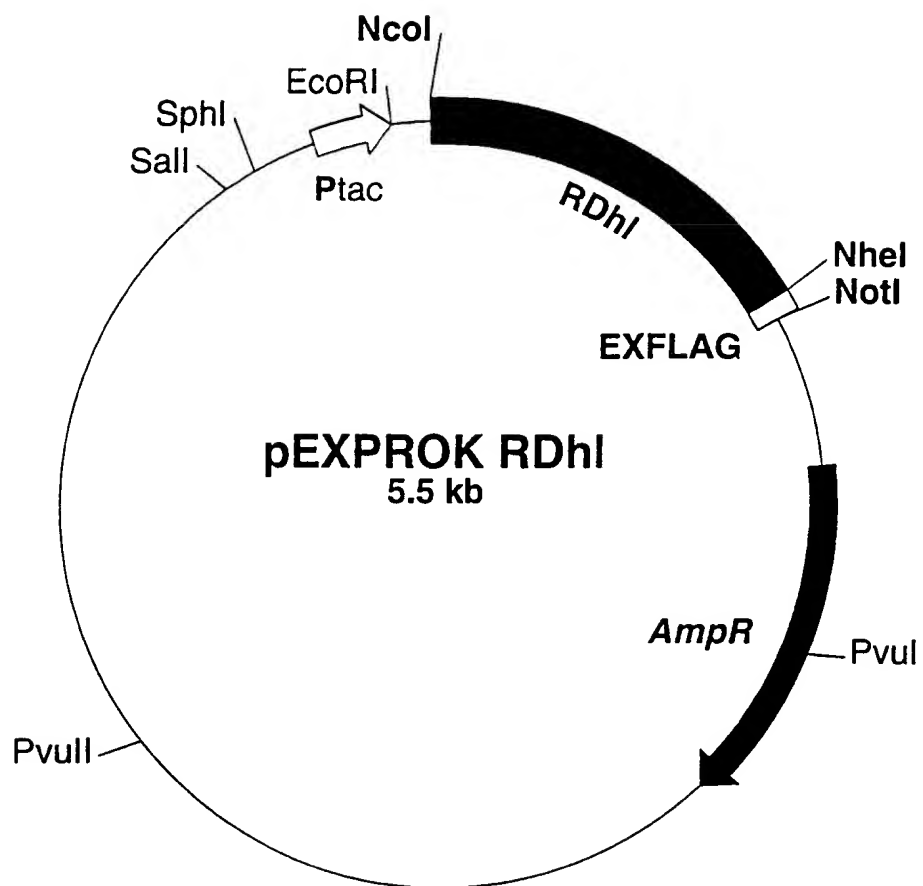 NcoI
EcoRI
SphI
SalI
Ptac
RDhI
NheI
NotI
EXFLAG
pEXPROK RDhI
5.5 kb
AmpR
PvuI
PvuII